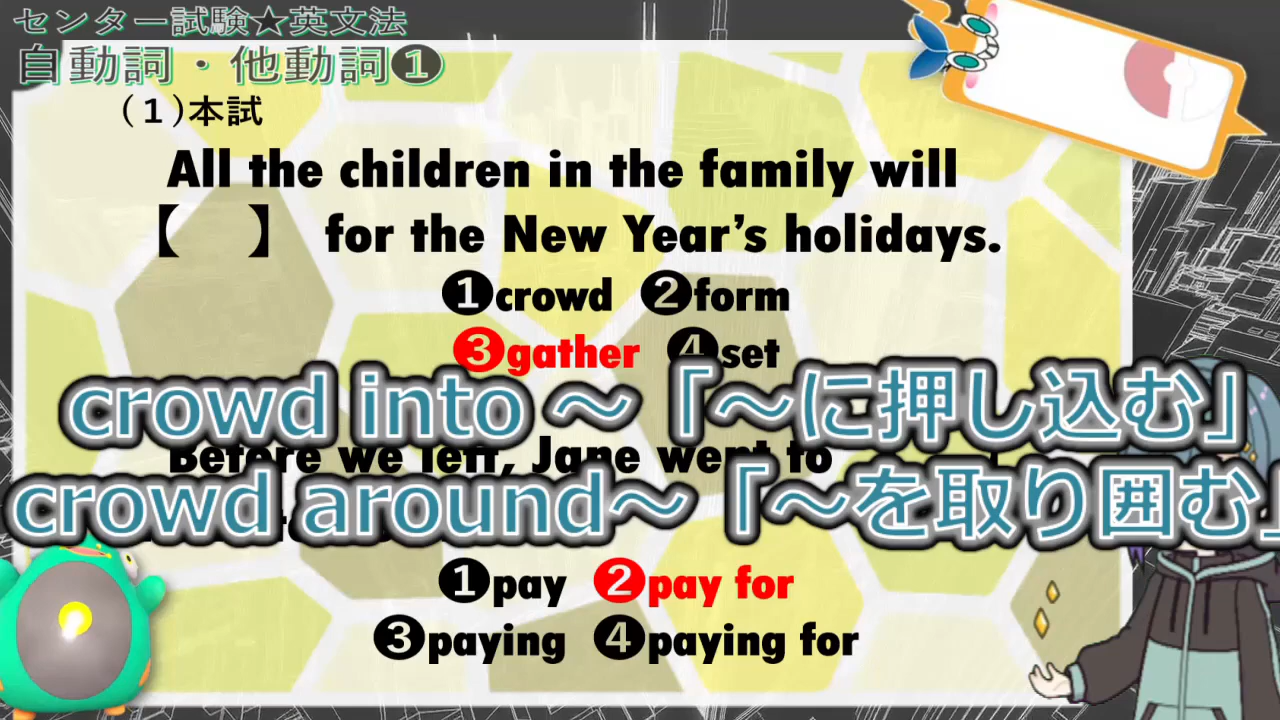 センター試験★英文法
自動詞・他動詞❶
（１）本試
All the children in the family will
【　　】 for the New Year's holidays.
❶crowd ❷form
❸gather ❹set
crowd into ～「～に押し込む」
Before we left, Jane went to
crowd around～「～を取り囲む」
❶pay ❷pay for
❸paying ❹paying for